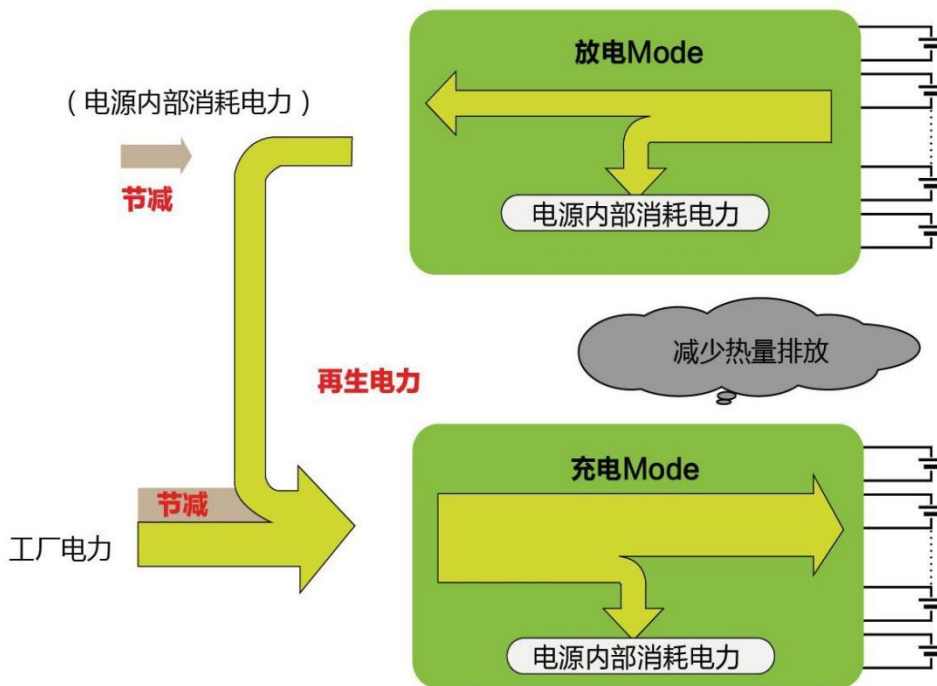 放电Mode
（电源内部消耗电力）
节减
电源内部消耗电力
减少热量排放
再生电力
充电Mode
节减
工厂电力
电源内部消耗电力